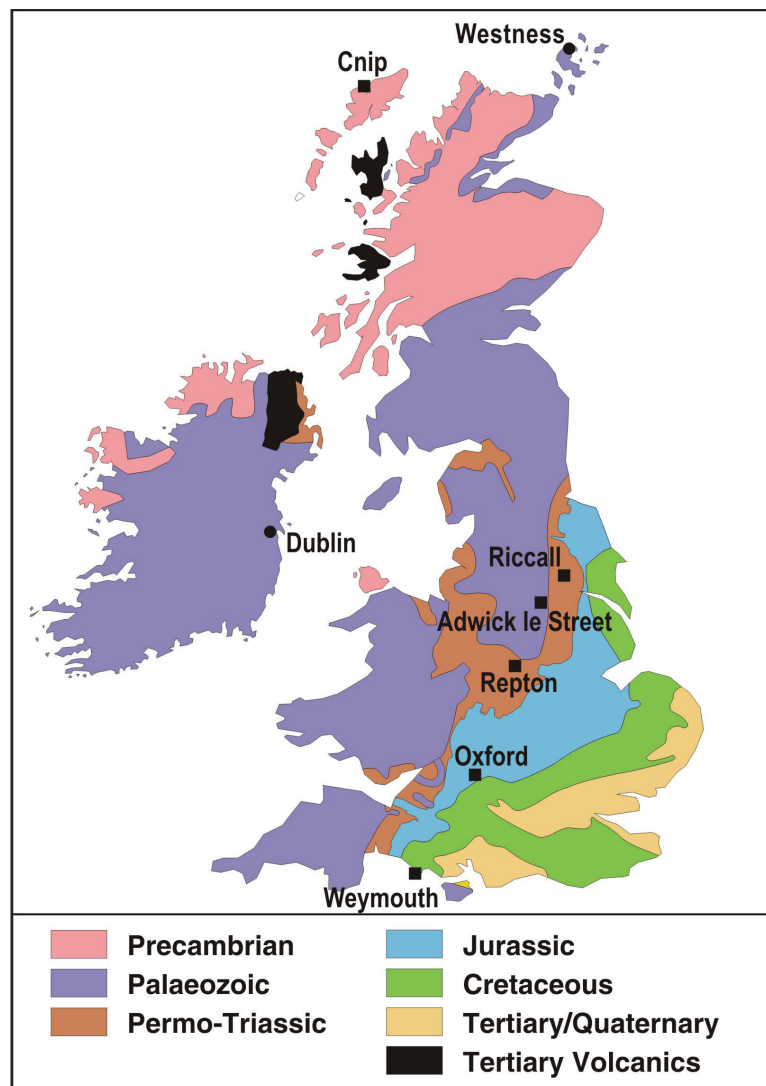 Westness
Cnip
Dublin
Riccall
Adwick le Street
Repton
Oxford
Weymouth
Precambrian
Palaeozoic
Permo-Triassic
Jurassic
Cretaceous
Tertiary/Quaternary
Tertiary Volcanics